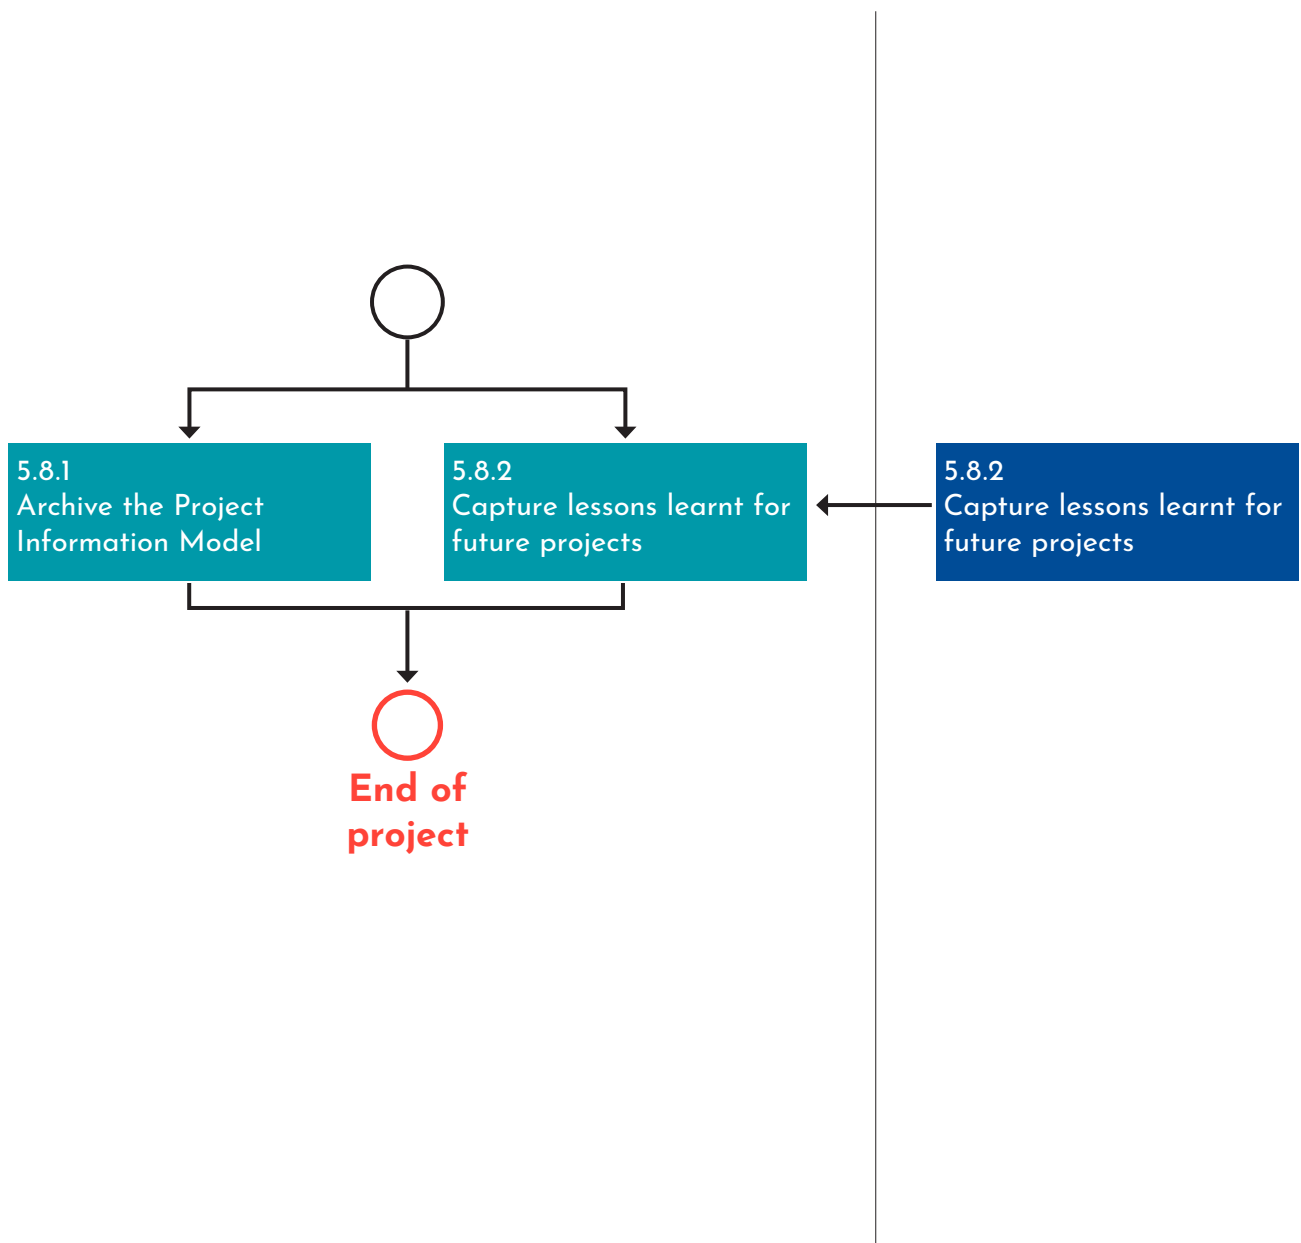 5.8.1
Archive the Project
Information Model
5.8.2
Capture lessons learnt for
future projects
5.8.2
Capture lessons learnt for
future projects
End of
project